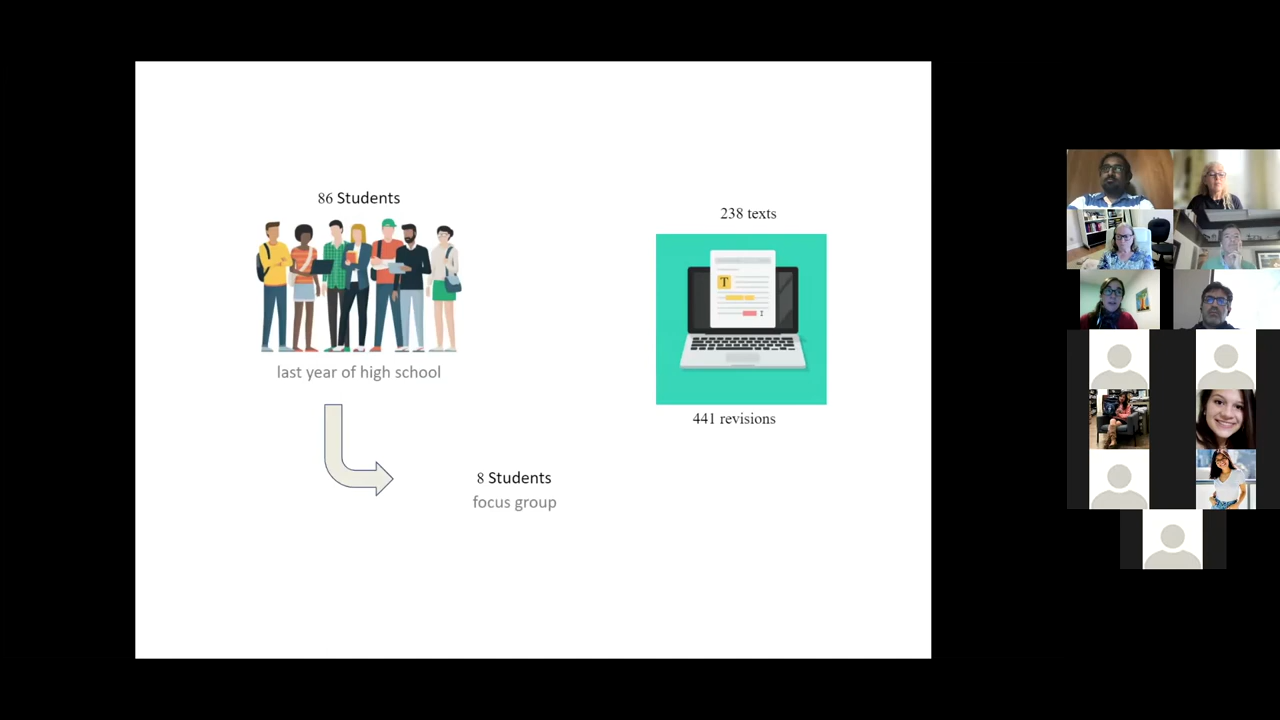 86 Students
last year of high school
8 Students
focus group
238 texts
T
441 revisions